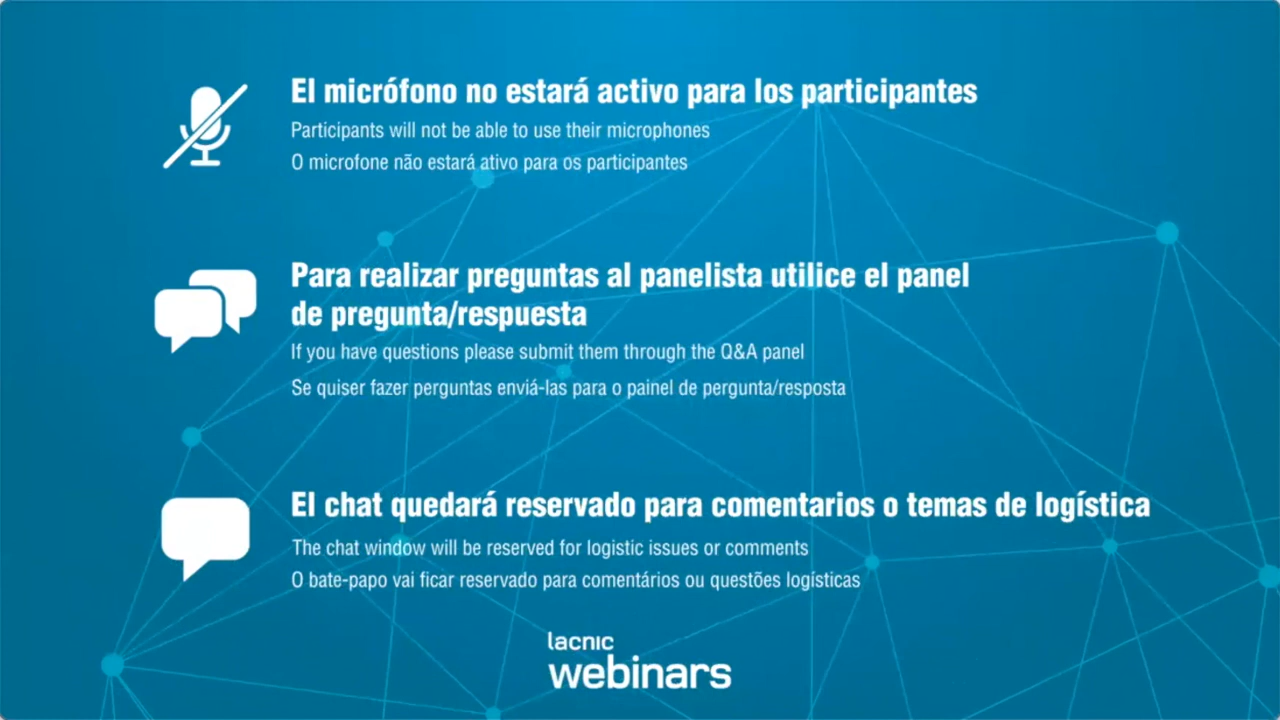 El micrófono no estará activo para los participantes
Participants will not be able to use their microphones
O microfone não estará ativo para os participantes
Para realizar preguntas al panelista utilice el panel
de pregunta/respuesta
If you have questions please submit them through the Q&A panel
Se quiser fazer perguntas enviá-las para o painel de pergunta/resposta
El chat quedará reservado para comentarios o temas de logística
The chat window will be reserved for logistic issues or comments
O bate-papo vai ficar reservado para comentários ou questões logísticas
lacnic
webinars